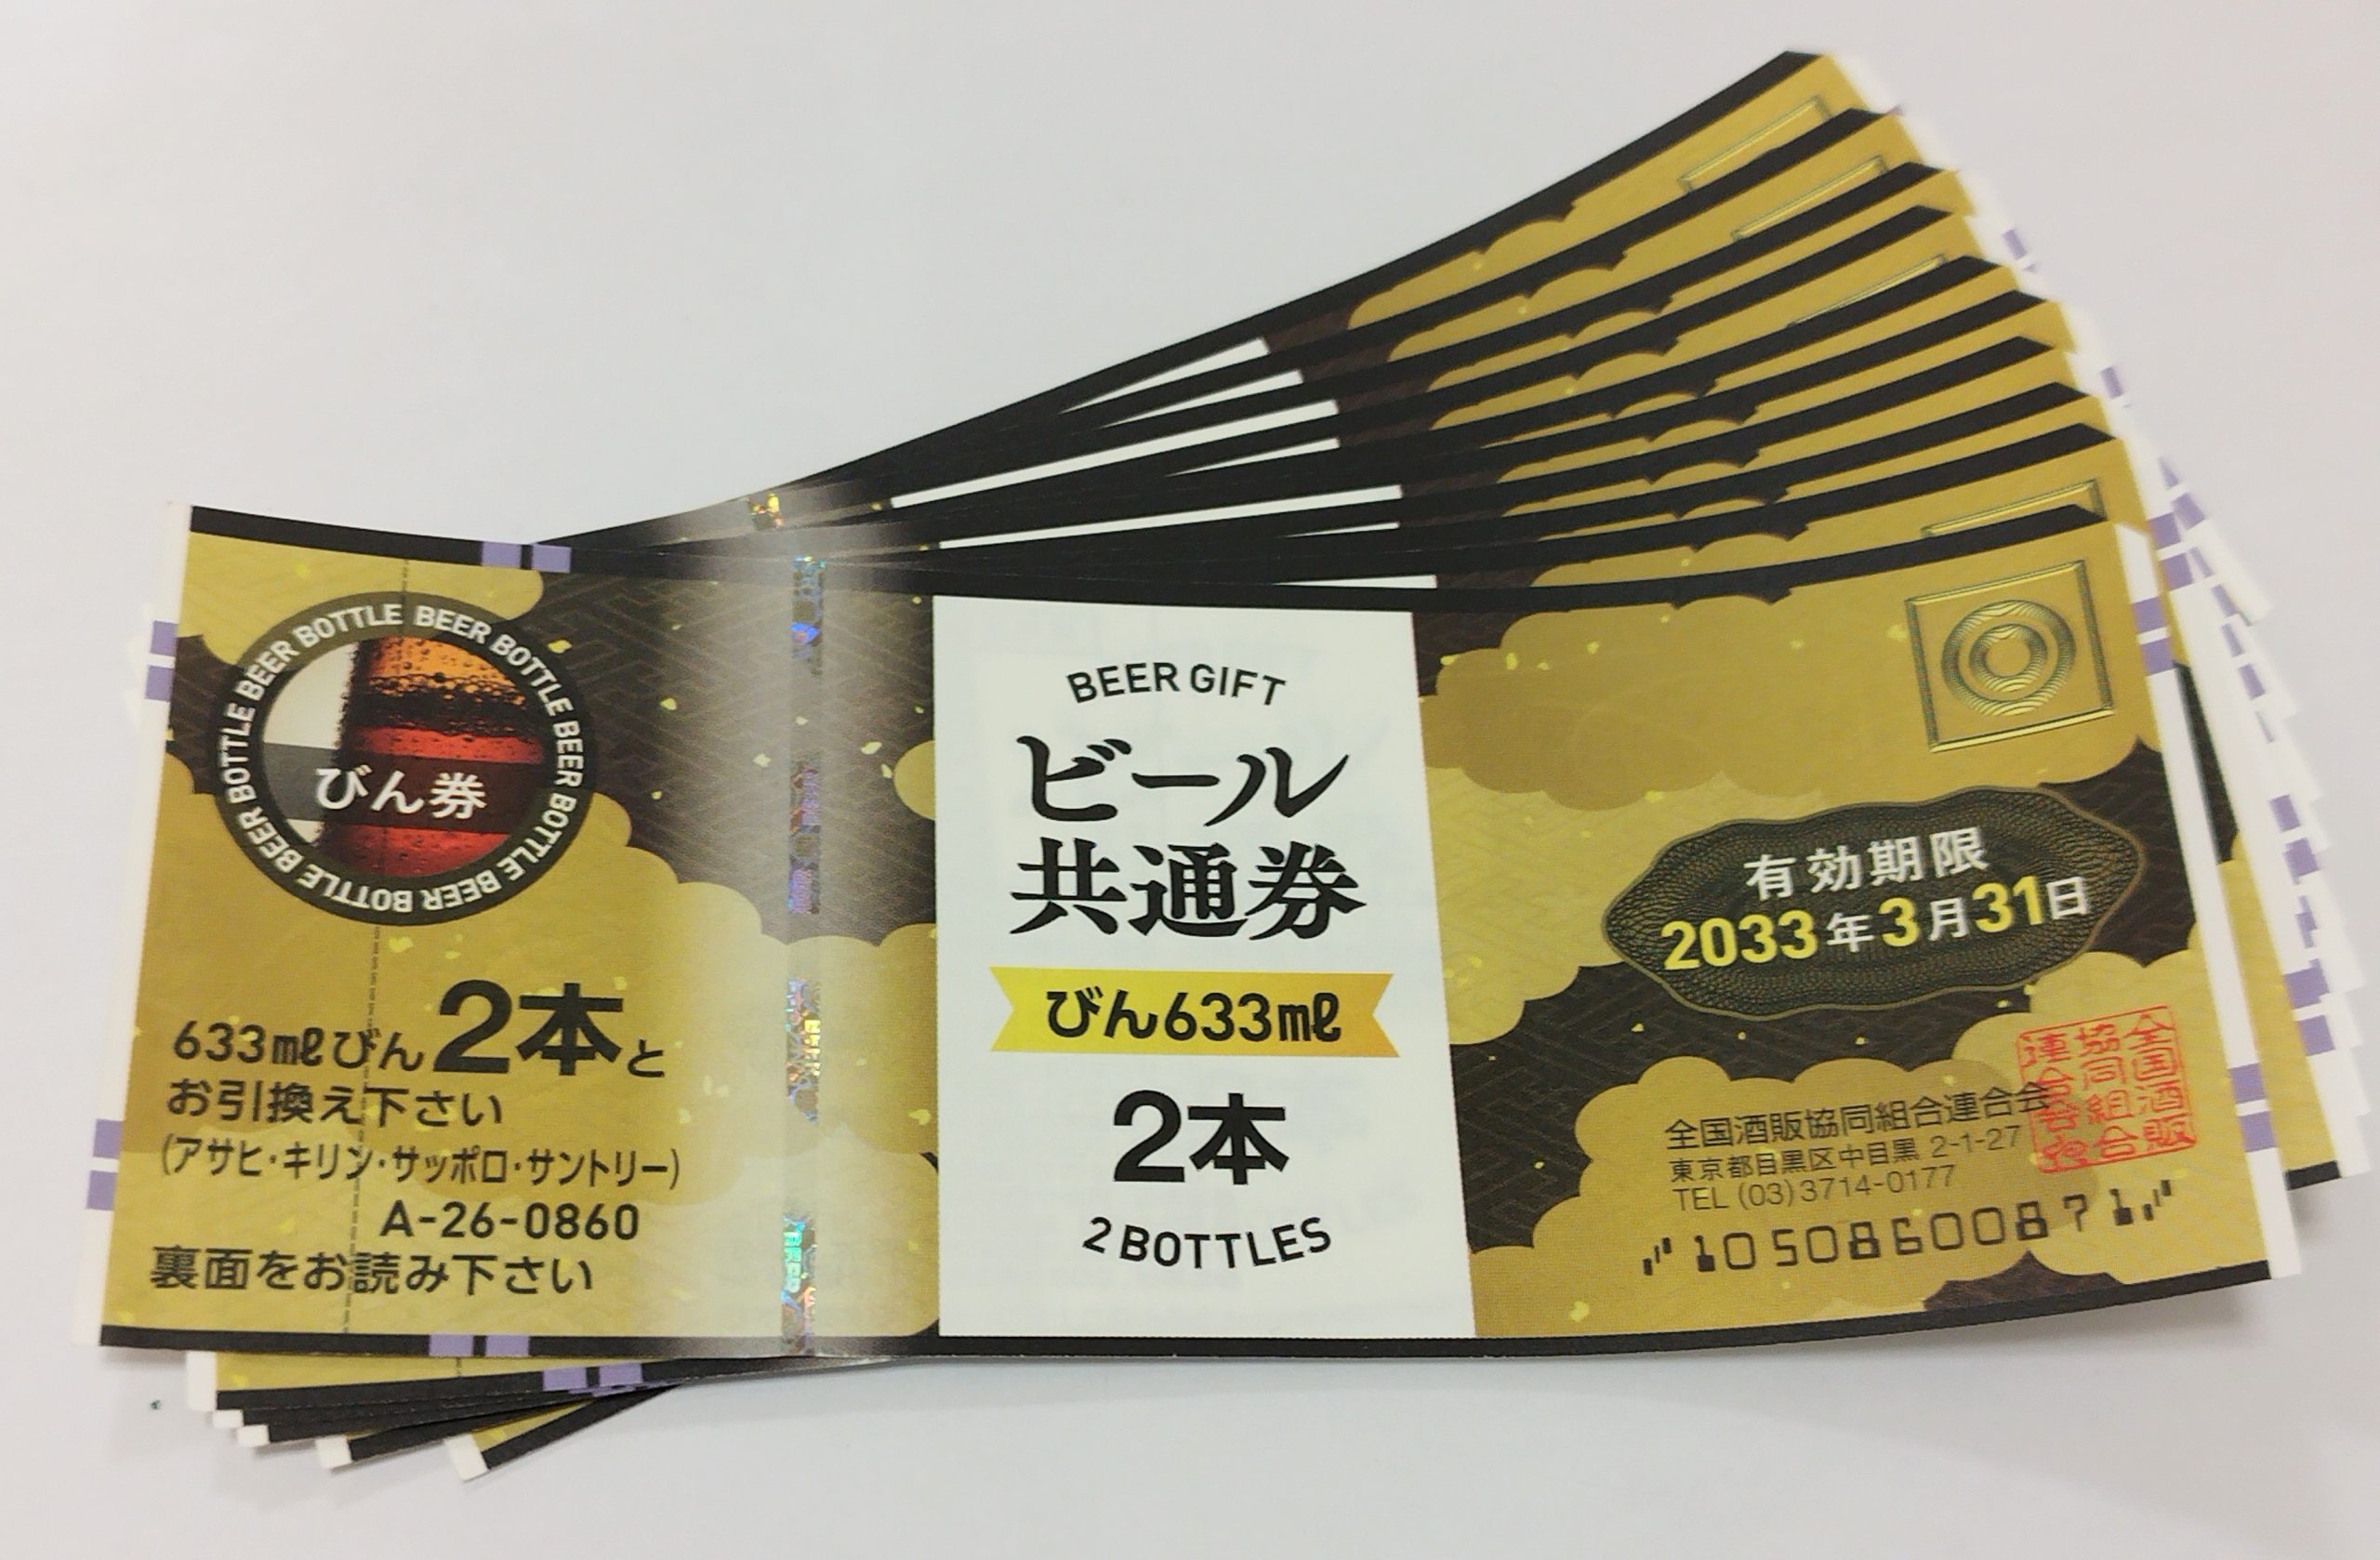 BEER BOTTLE BEER BOTTLE BEER BOTTLE BEER BOTTLE BEER BOTTLE BEER BOTTLE
びん券
633㎖びん2本と
お引換え下さい
(アサヒ・キリン・サッポロ・サントリー)
A-26-0860
裏面をお読み下さい
BEER GIFT
ビール
共通券
びん633㎖
2本
2 BOTTLES
有効期限
2033年3月31日
全国酒販協同組合連合会
東京都目黒区中目黒 2-1-27
TEL (03)3714-0177
10508600871
全国酒販
協同組合
連合会
BEER